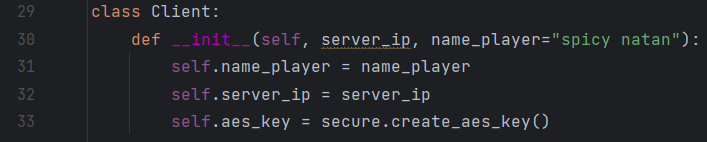 29 class Client:
30 def __init__(self, server_ip, name_player="spicy natan"):
31 self.name_player = name_player
32 self.server_ip = server_ip
33 self.aes_key = secure.create_aes_key()